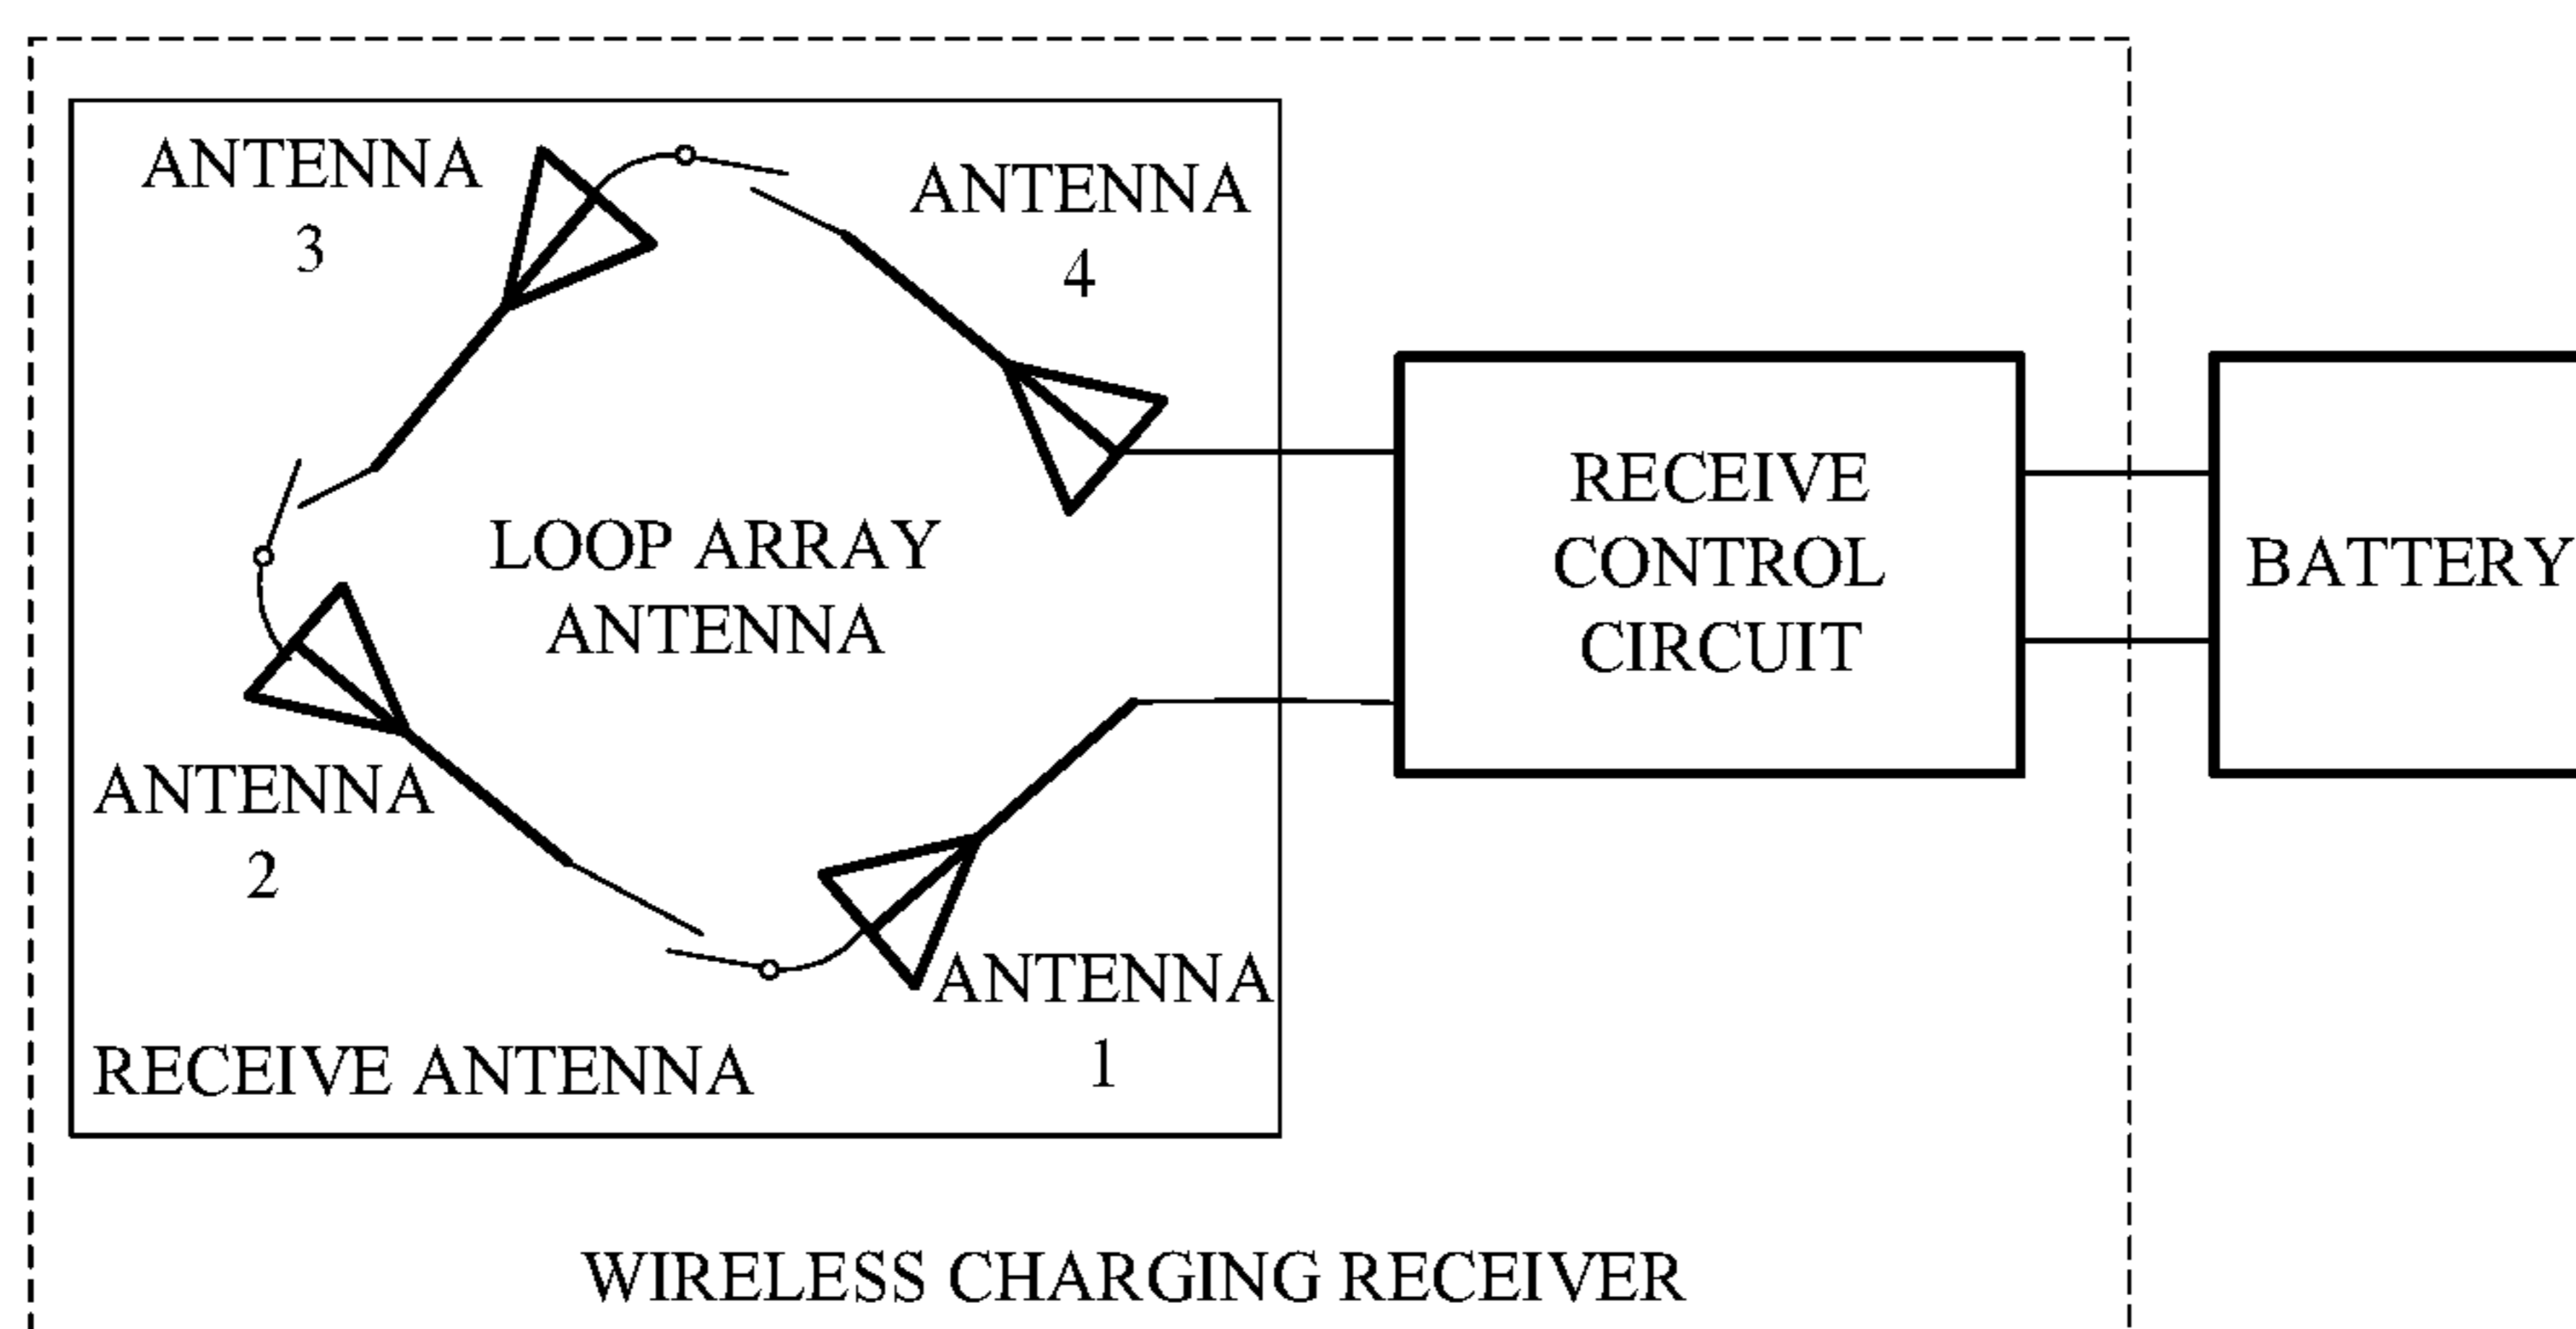 ANTENNA
3
ANTENNA
4
LOOP ARRAY
ANTENNA
ANTENNA
2
ANTENNA
1
RECEIVE ANTENNA
RECEIVE
CONTROL
CIRCUIT
BATTERY
WIRELESS CHARGING RECEIVER